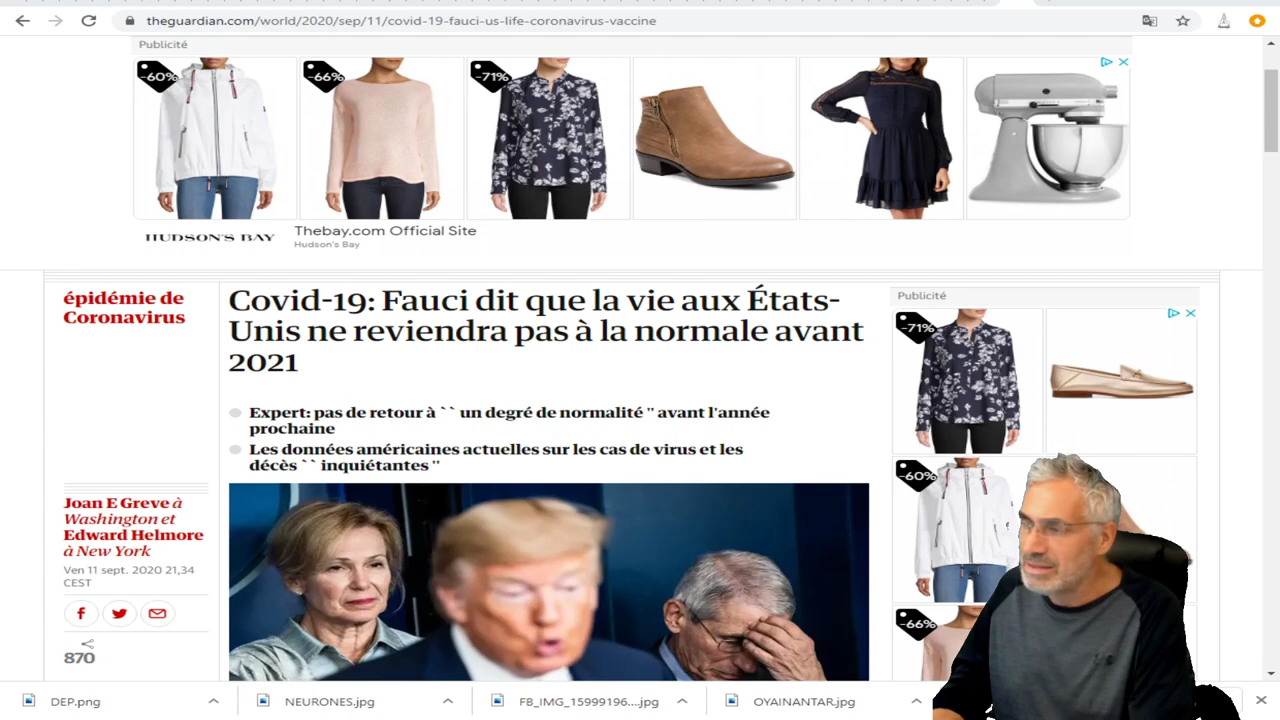 theguardian.com/world/2020/sep/11/covid-19-fauci-us-life-coronavirus-vaccine
Publicité
-60%
-66%
-71%
HUDSON'S BAY
Thebay.com Official Site
Hudson's Bay
épidémie de
Coronavirus
Covid-19: Fauci dit que la vie aux États-
Unis ne reviendra pas à la normale avant
2021
Expert: pas de retour à `` un degré de normalité '' avant l'année
prochaine
Les données américaines actuelles sur les cas de virus et les
décès `` inquiétantes ''
Joan E Greve à
Washington et
Edward Helmore
à New York
Ven 11 sept. 2020 21,34
CEST
870
Publicité
-71%
-60%
-66%
DEP.png
NEURONES.jpg
FB_IMG_15999196....jpg
OYAINANTAR.jpg